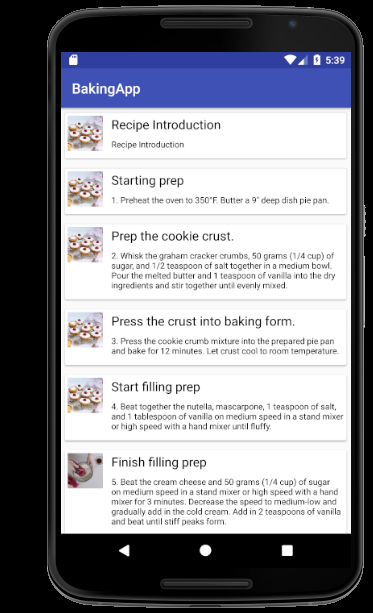 5:39
BakingApp
Recipe Introduction
Recipe Introduction
Starting prep
1. Preheat the oven to 350°F. Butter a 9" deep dish pie pan.
Prep the cookie crust.
2. Whisk the graham cracker crumbs, 50 grams (1/4 cup) of
sugar, and 1/2 teaspoon of salt together in a medium bowl.
Pour the melted butter and 1 teaspoon of vanilla into the dry
ingredients and stir together until evenly mixed.
Press the crust into baking form.
3. Press the cookie crumb mixture into the prepared pie pan
and bake for 12 minutes. Let crust cool to room temperature.
Start filling prep
4. Beat together the nutella, mascarpone, 1 teaspoon of salt,
and 1 tablespoon of vanilla on medium speed in a stand mixer
or high speed with a hand mixer until fluffy.
Finish filling prep
5. Beat the cream cheese and 50 grams (1/4 cup) of sugar
on medium speed in a stand mixer or high speed with a hand
mixer for 3 minutes. Decrease the speed to medium-low and
gradually add in the cold cream. Add in 2 teaspoons of vanilla
and beat until stiff peaks form.